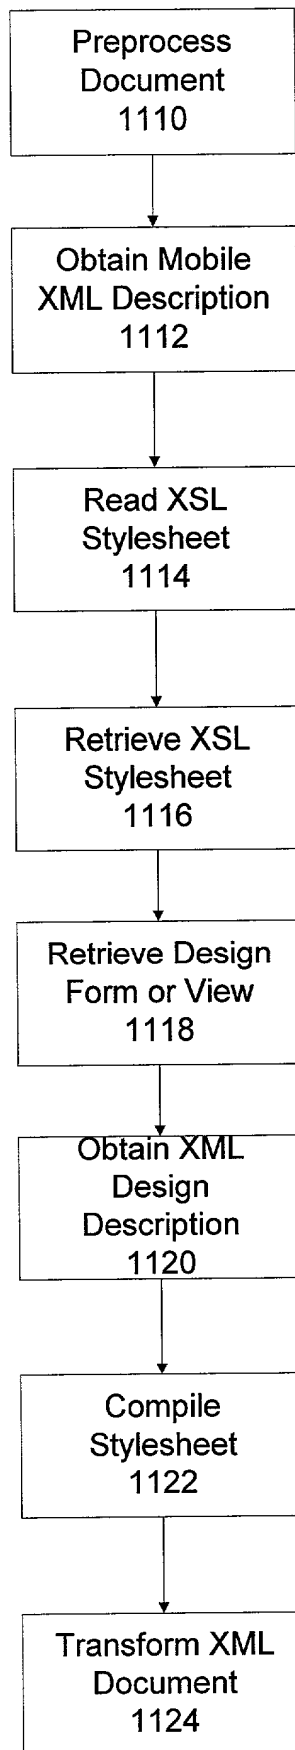 Preprocess
Document
1110
Obtain Mobile
XML Description
1112
Read XSL
Stylesheet
1114
Retrieve XSL
Stylesheet
1116
Retrieve Design
Form or View
1118
Obtain XML
Design
Description
1120
Compile
Stylesheet
1122
Transform XML
Document
1124